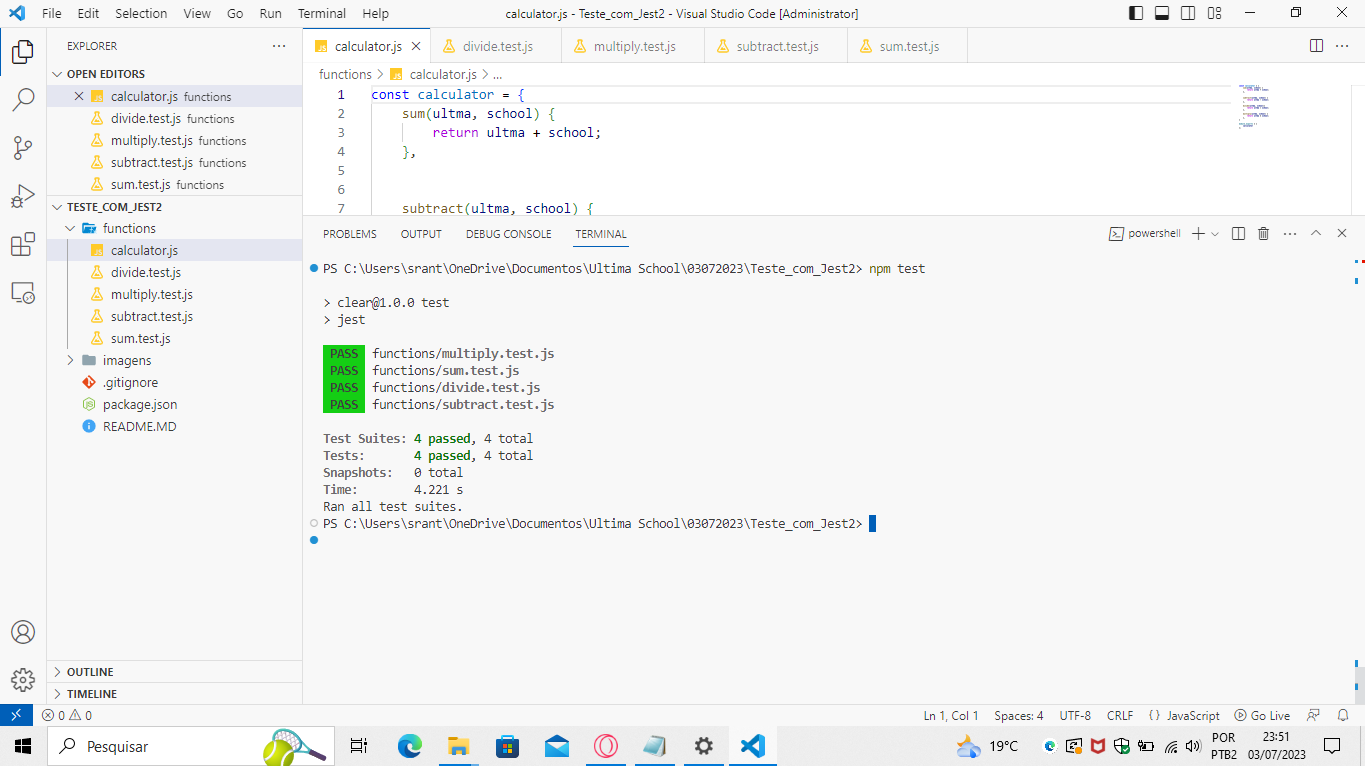 File Edit Selection View Go Run Terminal Help
calculator.js - Teste_com_Jest2 - Visual Studio Code [Administrator]
EXPLORER
OPEN EDITORS
calculator.js functions
divide.test.js functions
multiply.test.js functions
subtract.test.js functions
sum.test.js functions
TESTE_COM_JEST2
functions
calculator.js
divide.test.js
multiply.test.js
subtract.test.js
sum.test.js
imagens
.gitignore
package.json
README.MD
OUTLINE
TIMELINE
calculator.js divide.test.js multiply.test.js subtract.test.js sum.test.js
functions > calculator.js > ...
1 const calculator = {
2 sum(ultma, school) {
3 return ultma + school;
4 },
5
6
7 subtract(ultma, school) {
PROBLEMS OUTPUT DEBUG CONSOLE TERMINAL
powershell
PS C:\Users\srant\OneDrive\Documentos\Ultima School\03072023\Teste_com_Jest2> npm test
> clear@1.0.0 test
> jest
PASS functions/multiply.test.js
PASS functions/sum.test.js
PASS functions/divide.test.js
PASS functions/subtract.test.js
Test Suites: 4 passed, 4 total
Tests: 4 passed, 4 total
Snapshots: 0 total
Time: 4.221 s
Ran all test suites.
PS C:\Users\srant\OneDrive\Documentos\Ultima School\03072023\Teste_com_Jest2>
0 0
Ln 1, Col 1 Spaces: 4 UTF-8 CRLF {} JavaScript Go Live
Pesquisar
19°C
POR
PTB2
23:51
03/07/2023